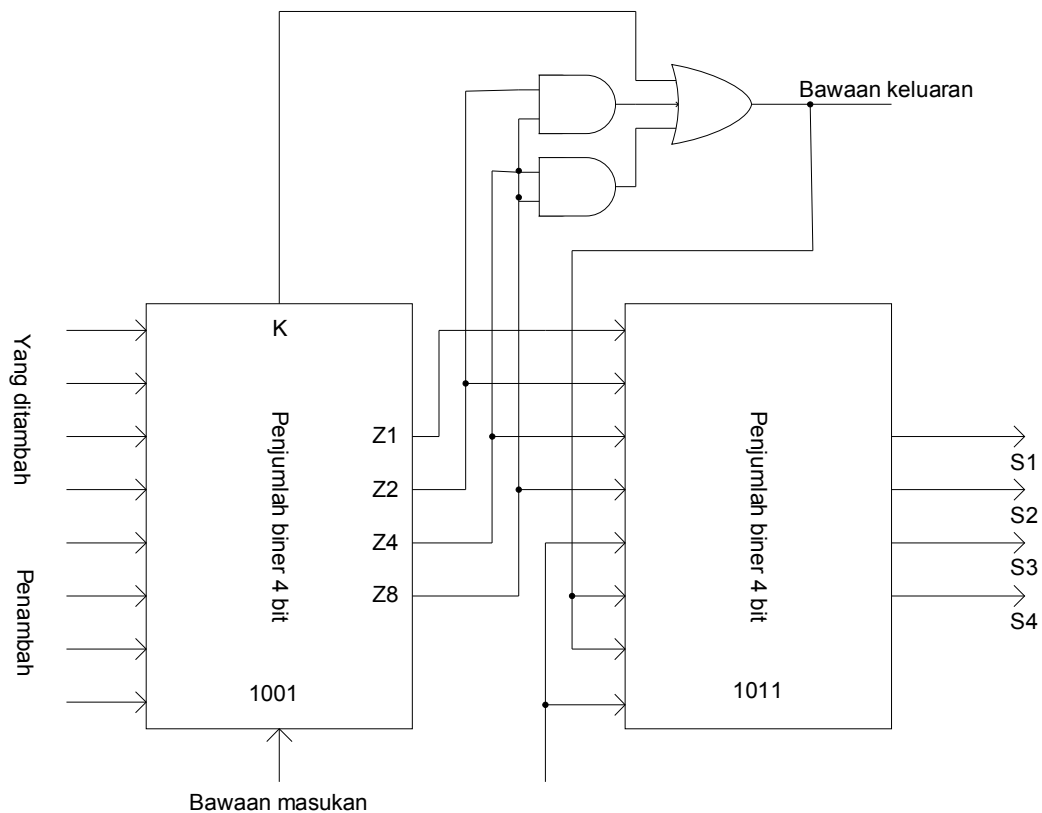 Bawaan keluaran
K
Yang ditambah
Penjumlah biner 4 bit
Z1
Z2
Z4
Z8
Penambah
1001
Bawaan masukan
Penjumlah biner 4 bit
1011
S1
S2
S3
S4